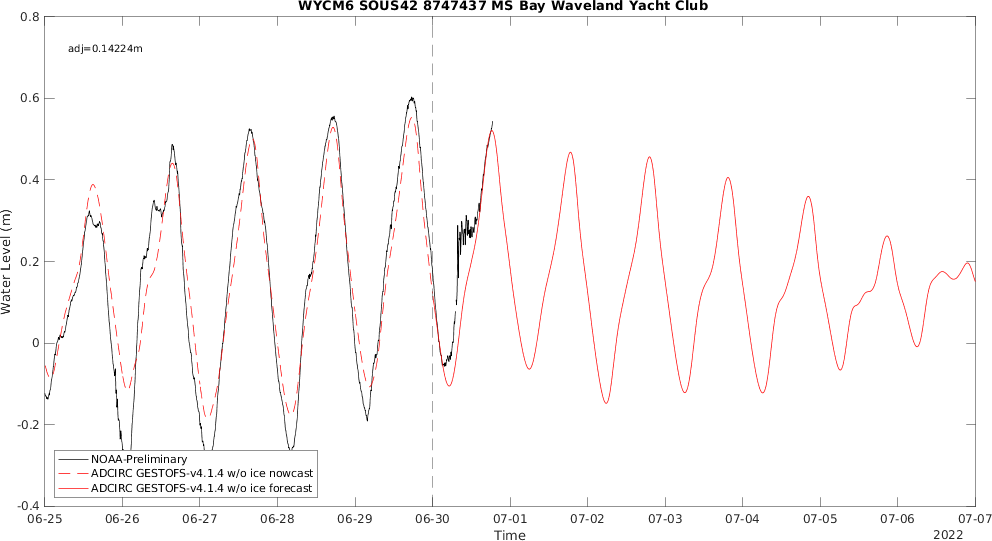 WYCM6 SOUS42 8747437 MS Bay Waveland Yacht Club
adj=0.14224m
Water Level (m)
0.8
0.6
0.4
0.2
0
-0.2
-0.4
NOAA-Preliminary
ADCIRC GESTOFS-v4.1.4 w/o ice nowcast
ADCIRC GESTOFS-v4.1.4 w/o ice forecast
06-25 06-26 06-27 06-28 06-29 06-30 07-01 07-02 07-03 07-04 07-05 07-06 07-07
Time
2022